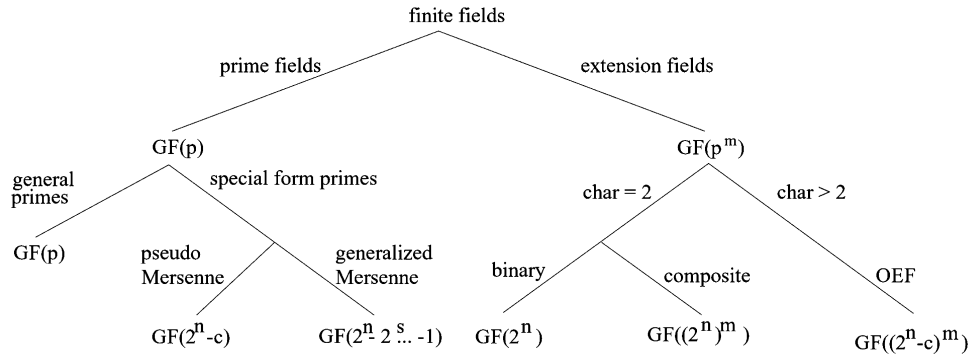 finite fields
prime fields
extension fields
GF(p)
GF(p^m)
general
primes
special form primes
char = 2
char > 2
GF(p)
pseudo
Mersenne
generalized
Mersenne
binary
composite
OEF
GF(2^n-c)
GF(2^n- 2^s... -1)
GF(2^n)
GF((2^n)^m)
GF((2^n-c)^m)